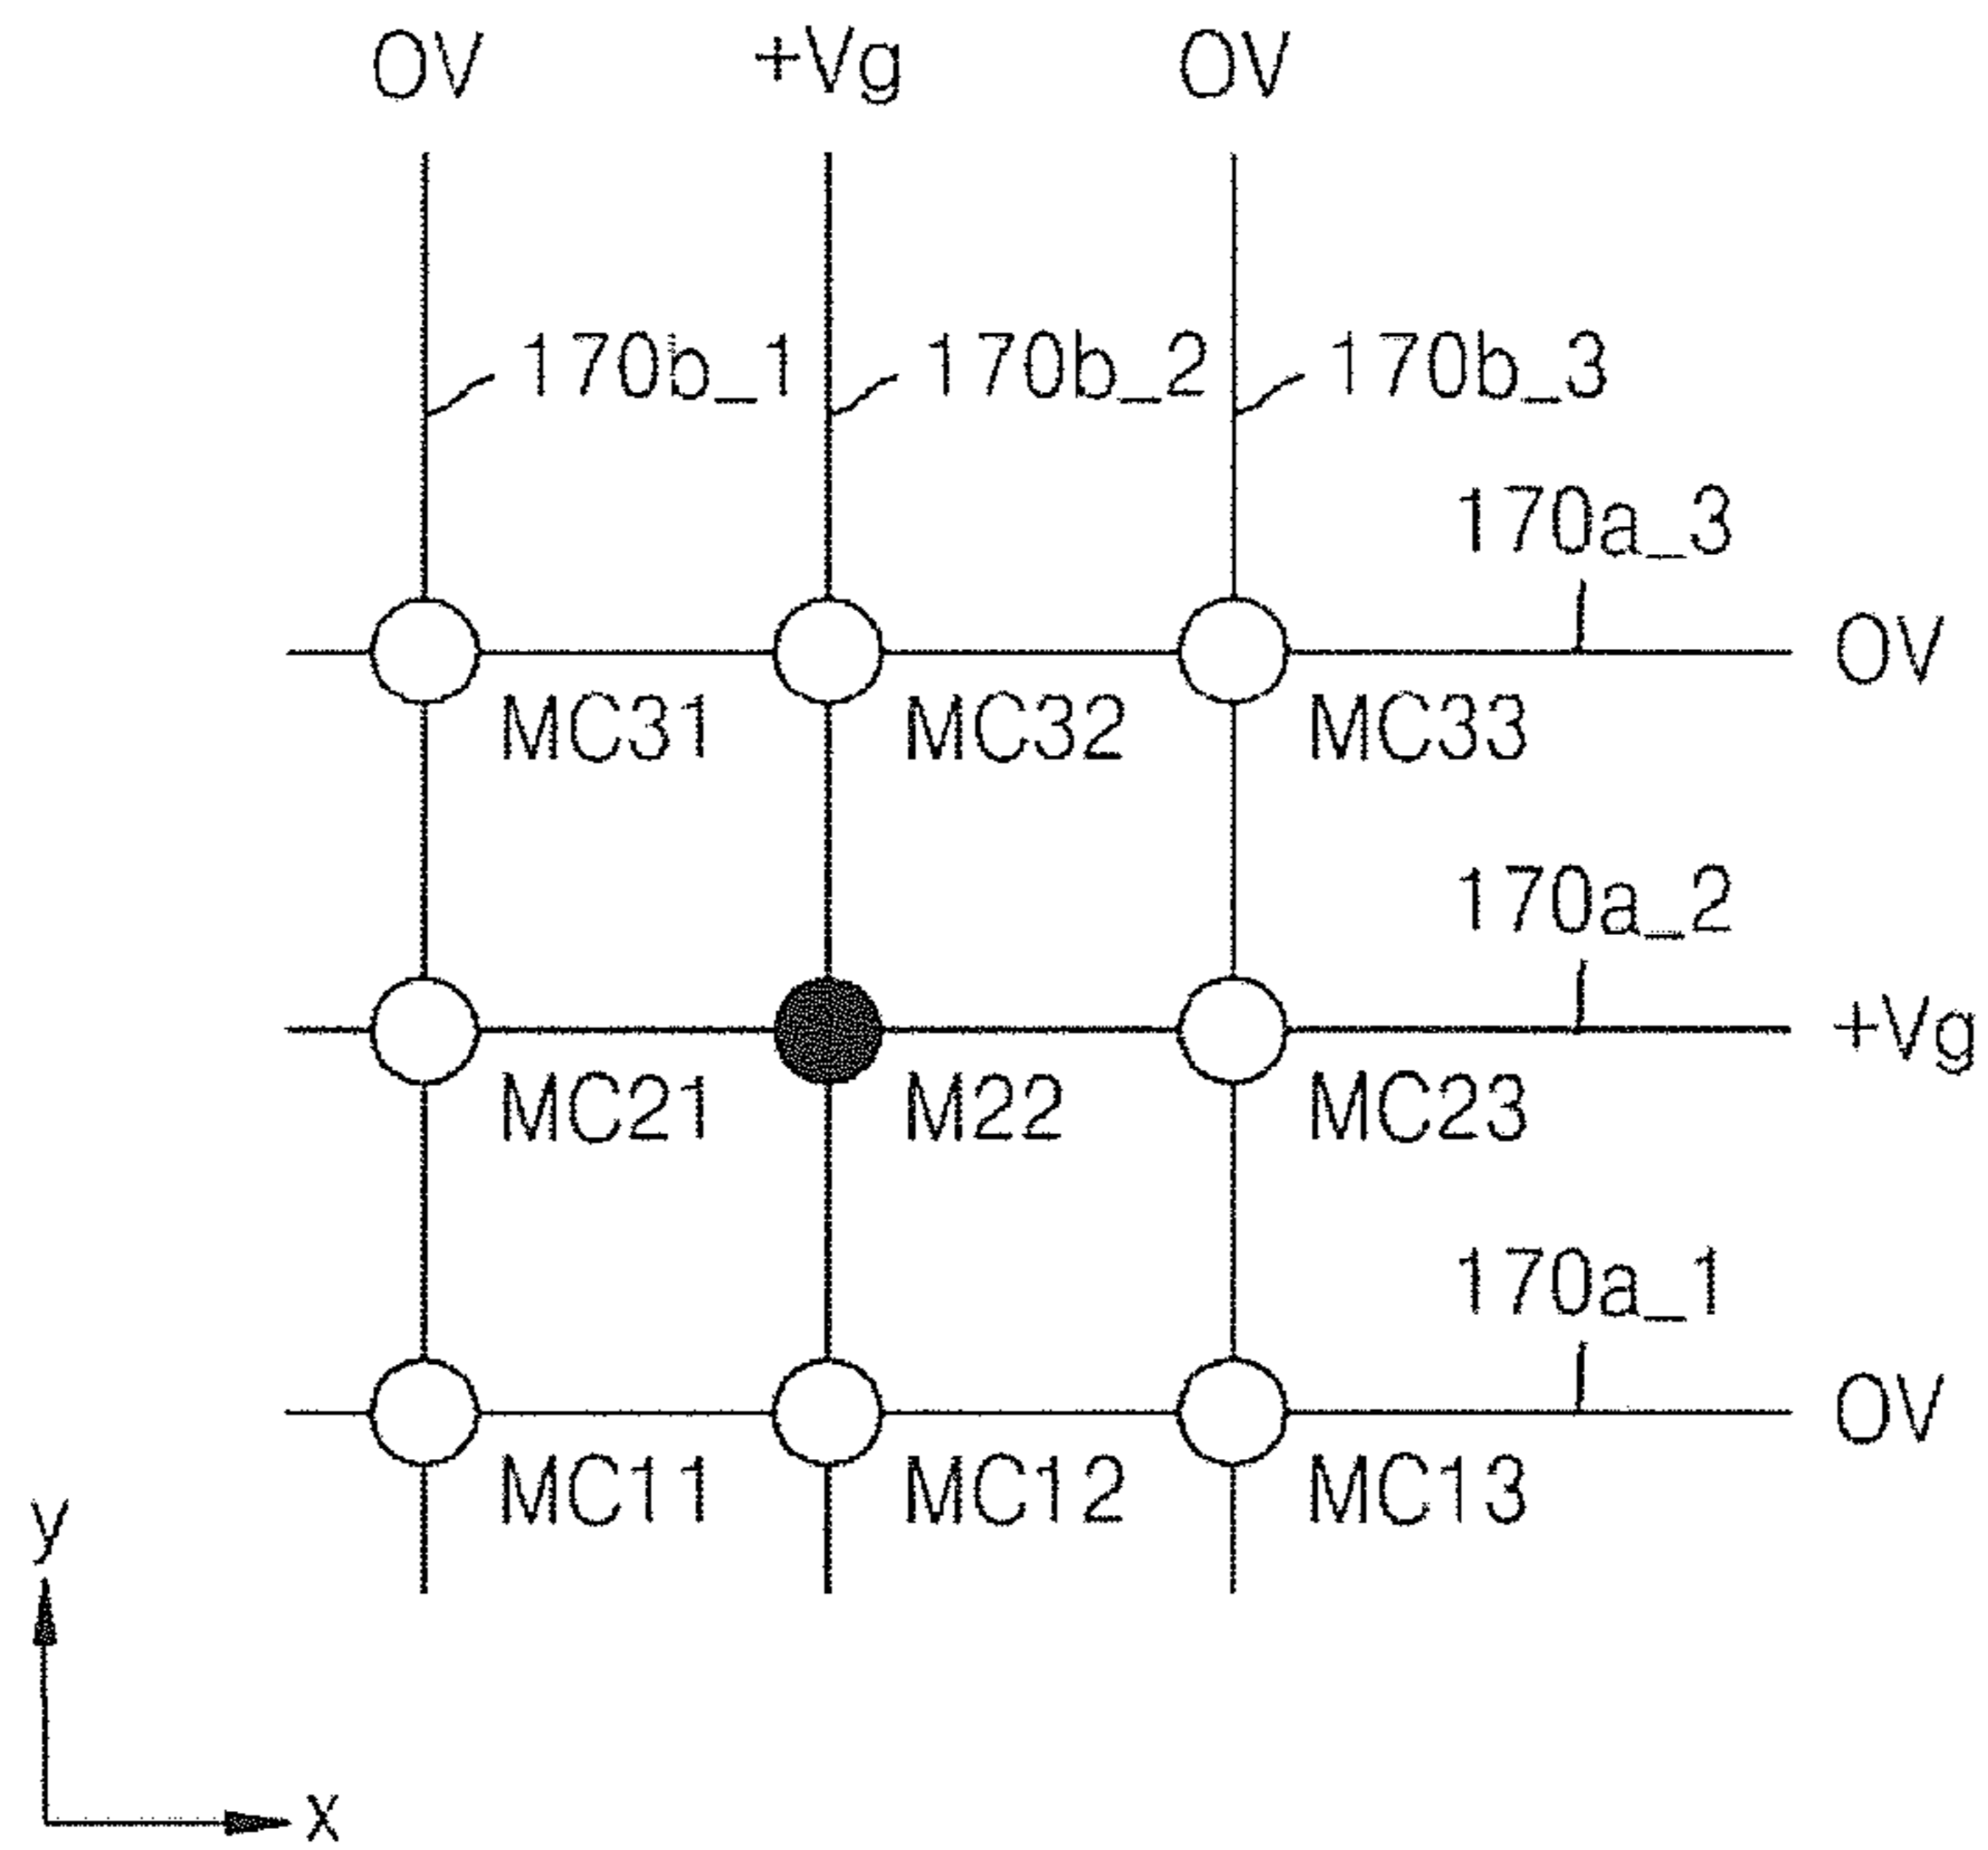 0V +Vg 0V
170b_1 170b_2 170b_3
170a_3
0V
MC31 MC32 MC33
170a_2
+Vg
MC21 M22 MC23
170a_1
0V
MC11 MC12 MC13
y
x